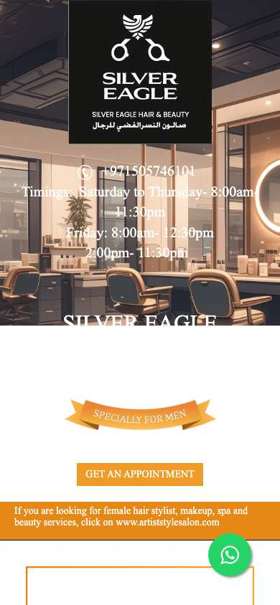 SILVER
EAGLE
SILVER EAGLE HAIR & BEAUTY
صالون النسر الفضي للرجال
+971505746101
Timings: Saturday to Thursday- 8:00am-
11:30pm
Friday: 8:00am- 12:30pm
2:00pm- 11:30pm
SILVER EAGLE
SPECIALLY FOR MEN
GET AN APPOINTMENT
If you are looking for female hair stylist, makeup, spa and
beauty services, click on www.artiststylesalon.com